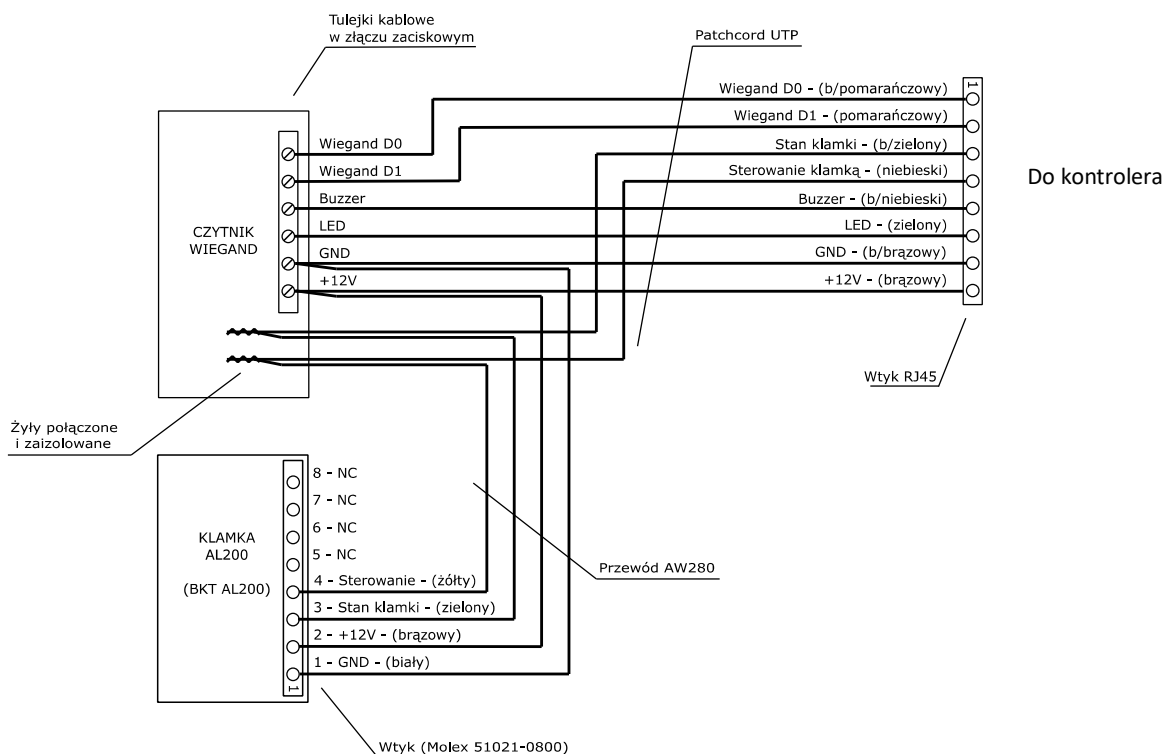 Tulejki kablowe
w złączu zaciskowym
Patchcord UTP
Wiegand D0 - (b/pomarańczowy)
Wiegand D1 - (pomarańczowy)
Stan klamki - (b/zielony)
Sterowanie klamką - (niebieski)
Buzzer - (b/niebieski)
LED - (zielony)
GND - (b/brązowy)
+12V - (brązowy)
1
Do kontrolera
Wtyk RJ45
CZYTNIK
WIEGAND
Wiegand D0
Wiegand D1
Buzzer
LED
GND
+12V
Żyły połączone
i zaizolowane
KLAMKA
AL200
(BKT AL200)
8 - NC
7 - NC
6 - NC
5 - NC
4 - Sterowanie - (żółty)
3 - Stan klamki - (zielony)
2 - +12V - (brązowy)
1 - GND - (biały)
1
Przewód AW280
Wtyk (Molex 51021-0800)